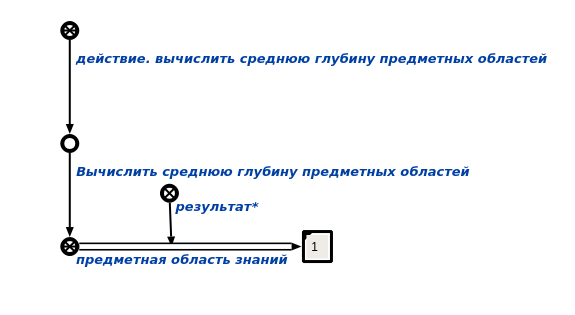 действие. вычислить среднюю глубину предметных областей
Вычислить среднюю глубину предметных областей
результат*
1
предметная область знаний